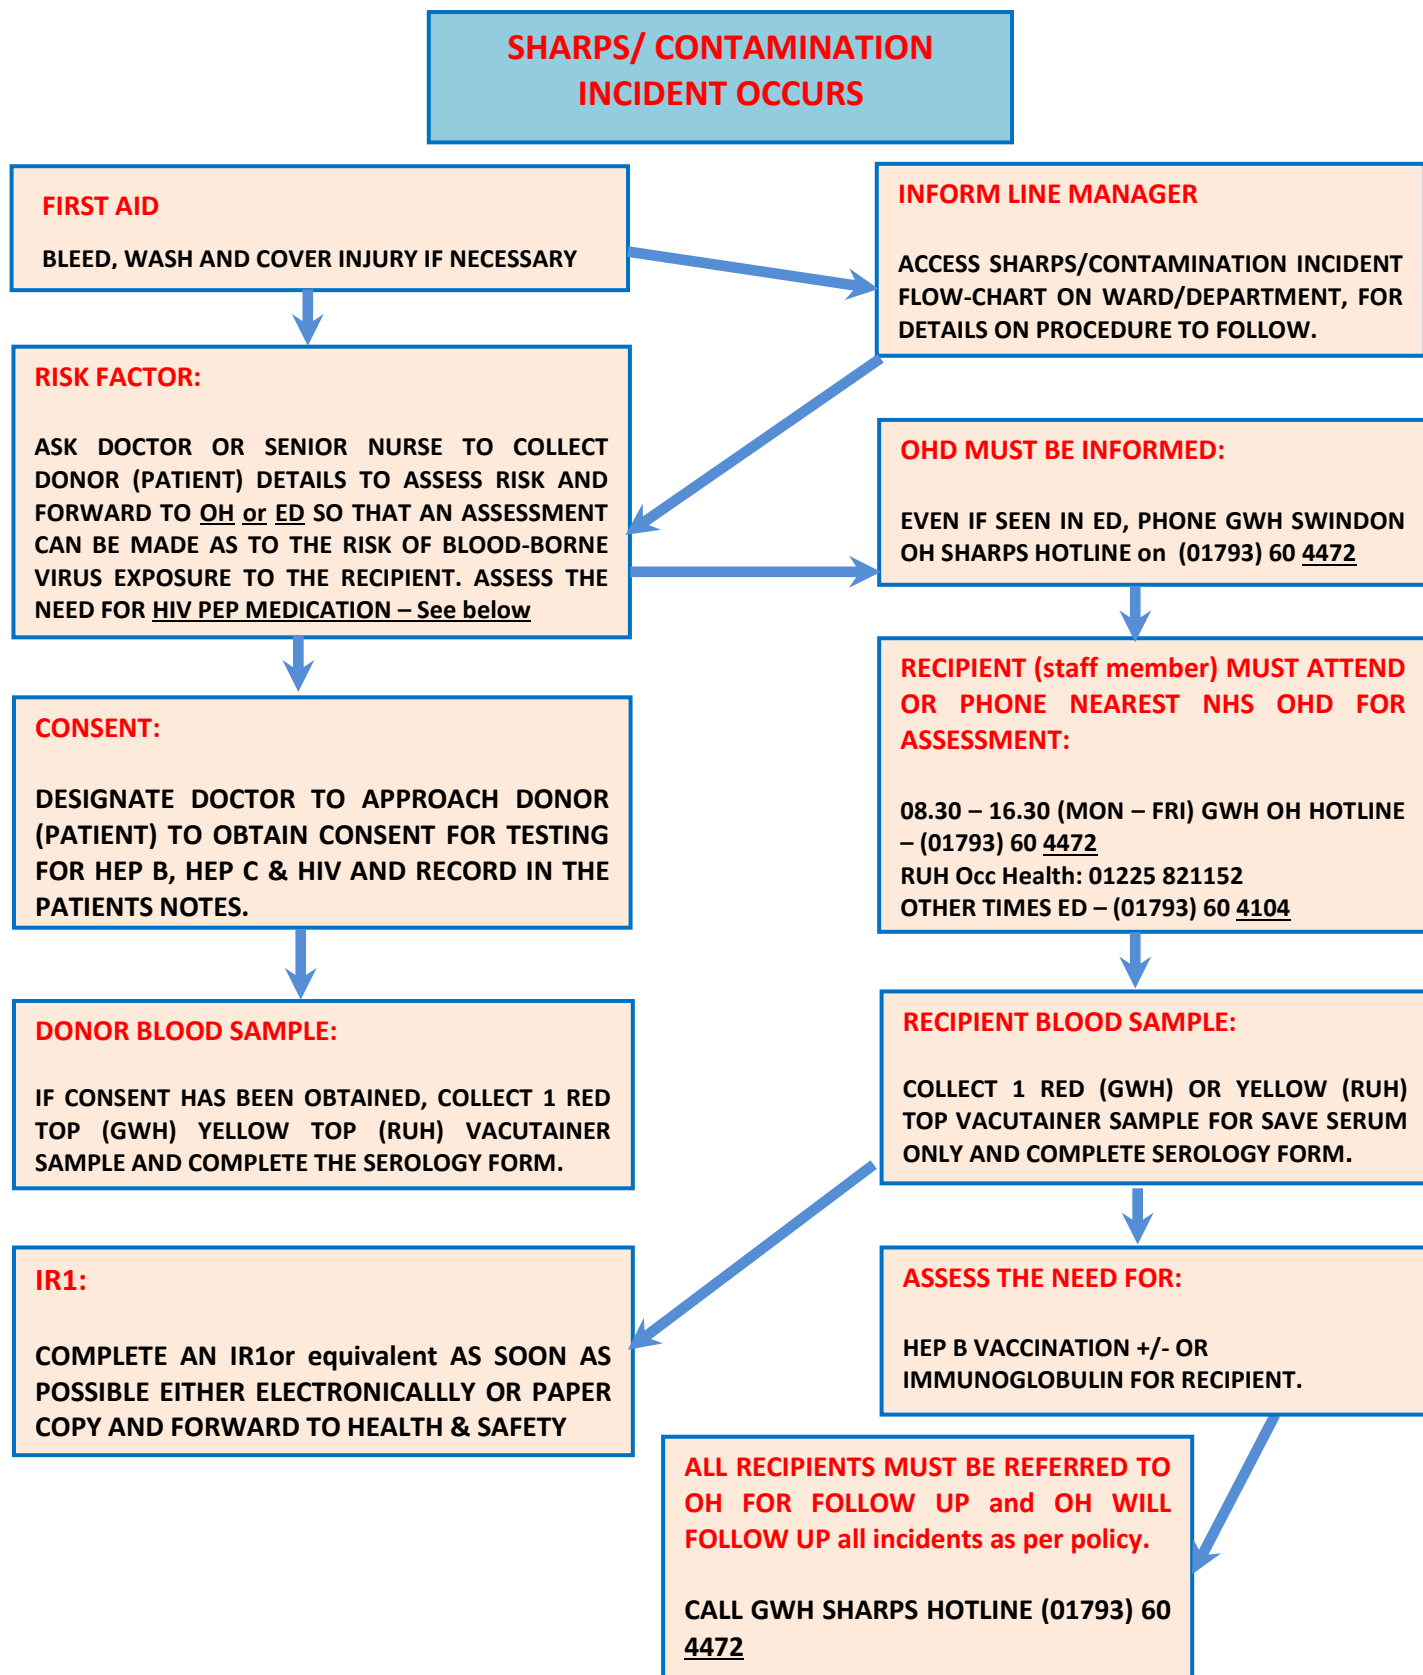 SHARPS/ CONTAMINATION
INCIDENT OCCURS
FIRST AID
BLEED, WASH AND COVER INJURY IF NECESSARY
INFORM LINE MANAGER
ACCESS SHARPS/CONTAMINATION INCIDENT
FLOW-CHART ON WARD/DEPARTMENT, FOR
DETAILS ON PROCEDURE TO FOLLOW.
RISK FACTOR:
ASK DOCTOR OR SENIOR NURSE TO COLLECT
DONOR (PATIENT) DETAILS TO ASSESS RISK AND
FORWARD TO OH or ED SO THAT AN ASSESSMENT
CAN BE MADE AS TO THE RISK OF BLOOD-BORNE
VIRUS EXPOSURE TO THE RECIPIENT. ASSESS THE
NEED FOR HIV PEP MEDICATION – See below
OHD MUST BE INFORMED:
EVEN IF SEEN IN ED, PHONE GWH SWINDON
OH SHARPS HOTLINE on (01793) 60 4472
CONSENT:
DESIGNATE DOCTOR TO APPROACH DONOR
(PATIENT) TO OBTAIN CONSENT FOR TESTING
FOR HEP B, HEP C & HIV AND RECORD IN THE
PATIENTS NOTES.
RECIPIENT (staff member) MUST ATTEND
OR PHONE NEAREST NHS OHD FOR
ASSESSMENT:
08.30 – 16.30 (MON – FRI) GWH OH HOTLINE
– (01793) 60 4472
RUH Occ Health: 01225 821152
OTHER TIMES ED – (01793) 60 4104
DONOR BLOOD SAMPLE:
IF CONSENT HAS BEEN OBTAINED, COLLECT 1 RED
TOP (GWH) YELLOW TOP (RUH) VACUTAINER
SAMPLE AND COMPLETE THE SEROLOGY FORM.
RECIPIENT BLOOD SAMPLE:
COLLECT 1 RED (GWH) OR YELLOW (RUH)
TOP VACUTAINER SAMPLE FOR SAVE SERUM
ONLY AND COMPLETE SEROLOGY FORM.
IR1:
COMPLETE AN IR1or equivalent AS SOON AS
POSSIBLE EITHER ELECTRONICALLLY OR PAPER
COPY AND FORWARD TO HEALTH & SAFETY
ASSESS THE NEED FOR:
HEP B VACCINATION +/- OR
IMMUNOGLOBULIN FOR RECIPIENT.
ALL RECIPIENTS MUST BE REFERRED TO
OH FOR FOLLOW UP and OH WILL
FOLLOW UP all incidents as per policy.
CALL GWH SHARPS HOTLINE (01793) 60
4472